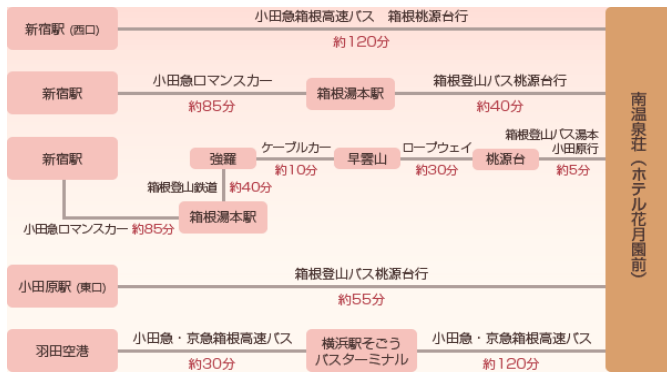 新宿駅 (西口)
小田急箱根高速バス 箱根桃源台行
約120分
新宿駅
小田急ロマンスカー
約85分
箱根湯本駅
箱根登山バス桃源台行
約40分
新宿駅
小田急ロマンスカー 約85分
箱根湯本駅
箱根登山鉄道
約40分
強羅
ケーブルカー
約10分
早雲山
ロープウェイ
約30分
桃源台
箱根登山バス湯本
小田原行
約5分
小田原駅 (東口)
箱根登山バス桃源台行
約55分
羽田空港
小田急・京急箱根高速バス
約30分
横浜駅そごう
バスターミナル
小田急・京急箱根高速バス
約120分
南温泉荘（ホテル花月園前）